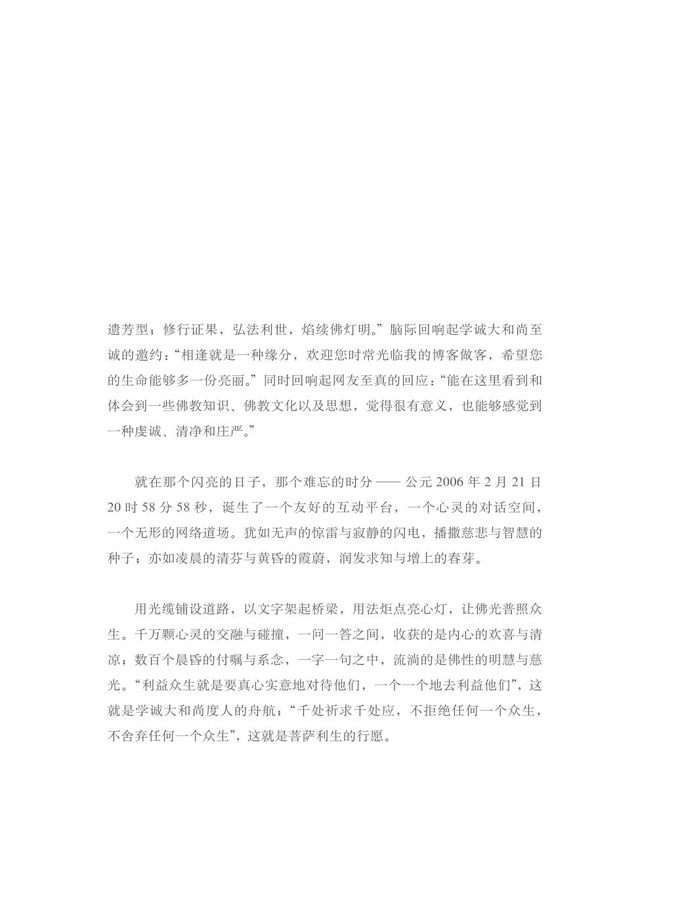 遗芳型；修行证果，弘法利世，焰续佛灯明。”脑际回响起学诚大和尚至
诚的邀约：“相逢就是一种缘分，欢迎您时常光临我的博客做客，希望您
的生命能够多一份亮丽。”同时回响起网友至真的回应：“能在这里看到和
体会到一些佛教知识、佛教文化以及思想，觉得很有意义，也能够感觉到
一种虔诚、清净和庄严。”
就在那个闪亮的日子，那个难忘的时分 —— 公元 2006 年 2 月 21 日
20 时 58 分 58 秒，诞生了一个友好的互动平台，一个心灵的对话空间，
一个无形的网络道场。犹如无声的惊雷与寂静的闪电，播撒慈悲与智慧的
种子；亦如凌晨的清芬与黄昏的霞蔚，润发求知与增上的春芽。
用光缆铺设道路，以文字架起桥梁，用法炬点亮心灯，让佛光普照众
生。千万颗心灵的交融与碰撞，一问一答之间，收获的是内心的欢喜与清
凉；数百个晨昏的付嘱与系念，一字一句之中，流淌的是佛性的明慧与慈
光。“利益众生就是要真心实意地对待他们，一个一个地去利益他们”，这
就是学诚大和尚度人的舟航；“千处祈求千处应，不拒绝任何一个众生，
不舍弃任何一个众生”，这就是菩萨利生的行愿。